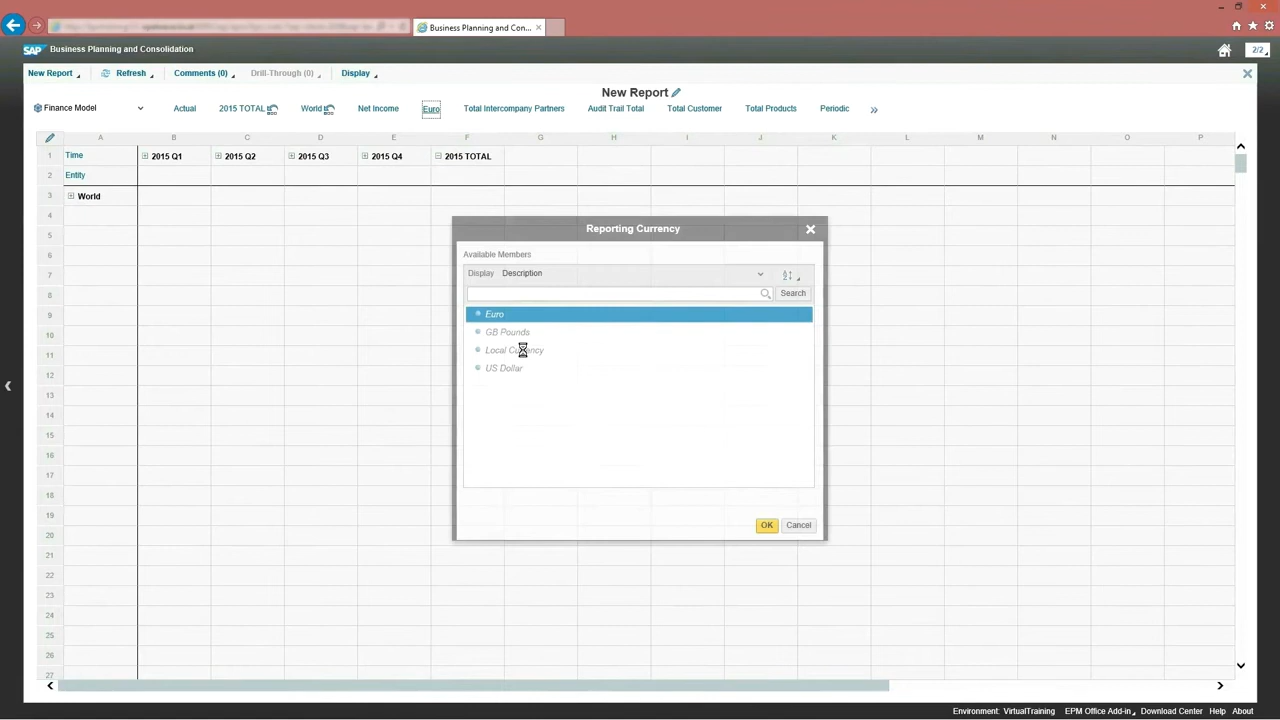 Business Planning and Con...
SAP Business Planning and Consolidation
2/2
New Report Refresh Comments (0) Drill-Through (0) Display
New Report
Finance Model Actual 2015 TOTAL World Net Income Euro Total Intercompany Partners Audit Trail Total Total Customer Total Products Periodic »
A B C D E F G H I J K L M N O P
1 Time 2015 Q1 2015 Q2 2015 Q3 2015 Q4 2015 TOTAL
2 Entity
3 World
4
5
6
7
8
9
10
11
12
13
14
15
16
17
18
19
20
21
22
23
24
25
26
27
Reporting Currency
Available Members
Display Description
Search
Euro
GB Pounds
Local Currency
US Dollar
OK Cancel
Environment: VirtualTraining EPM Office Add-in Download Center Help About